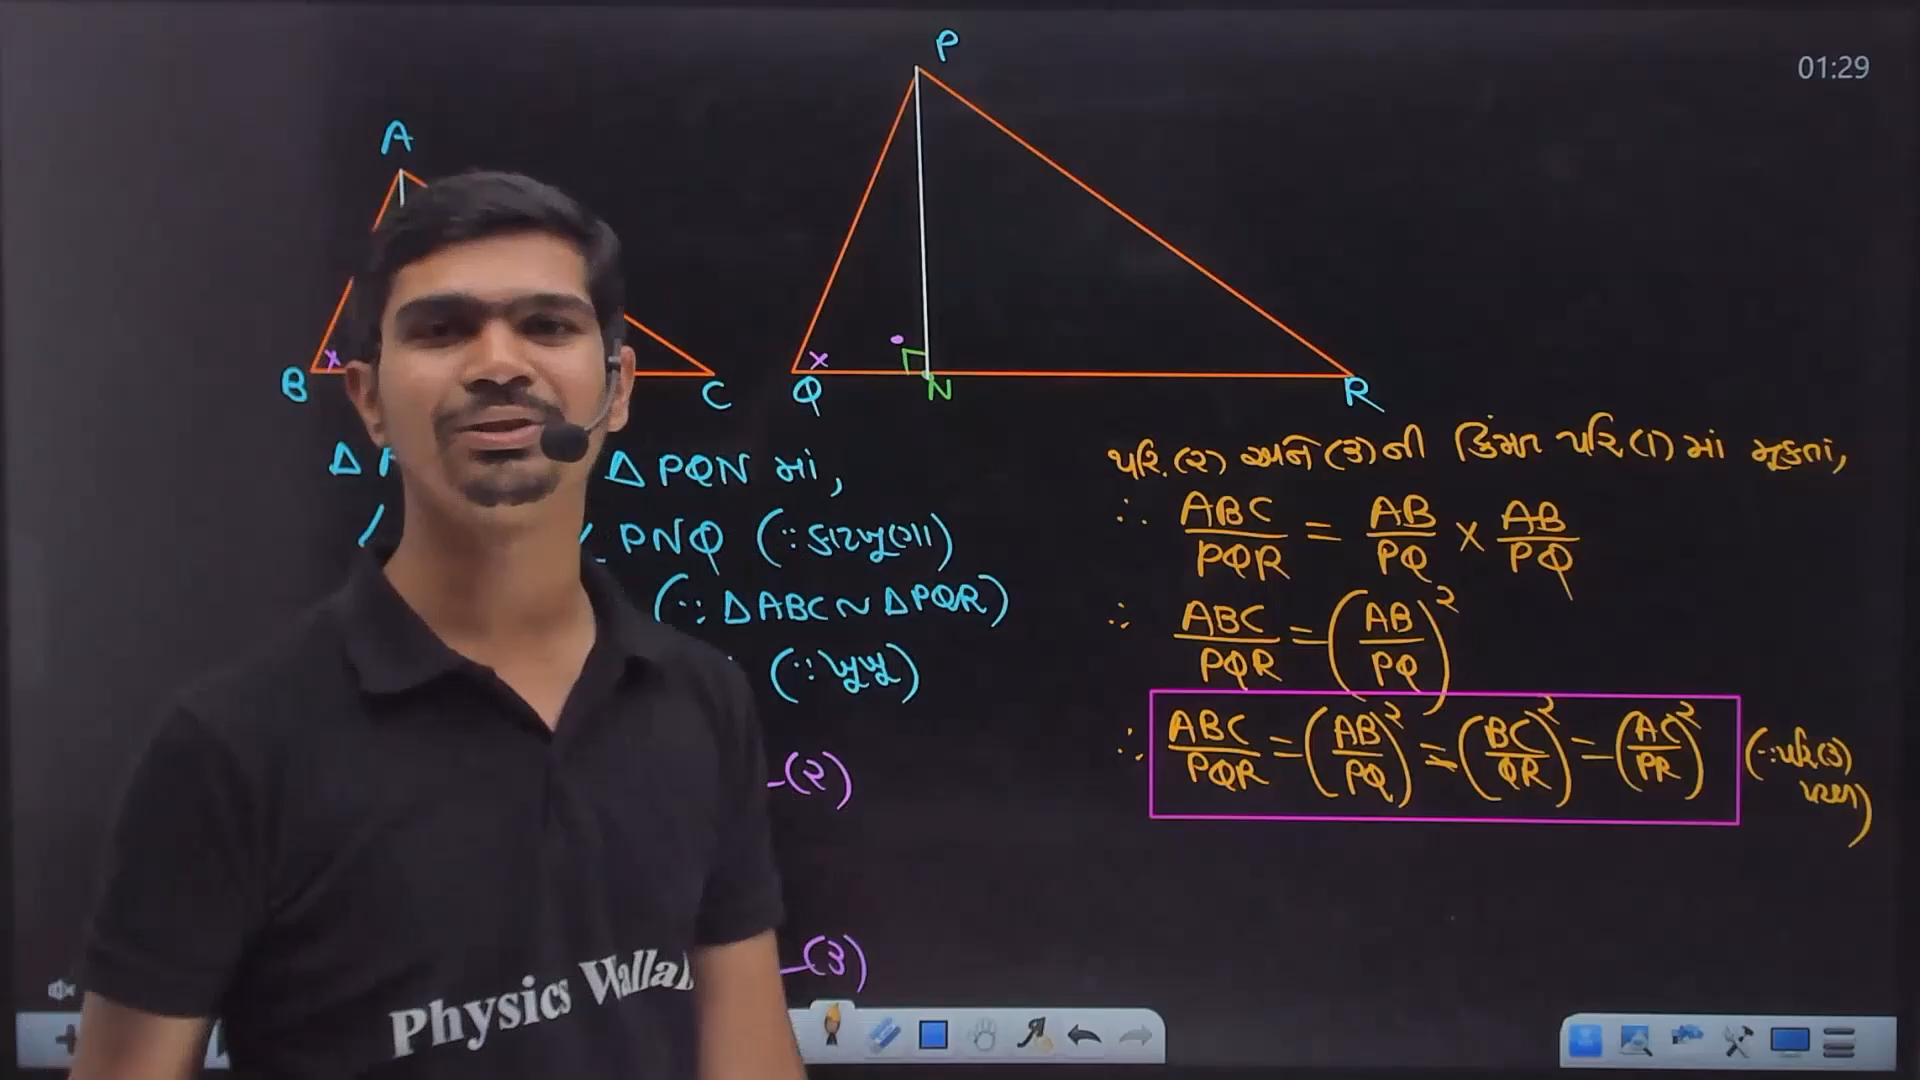 01:29
P
A
B
C
Q
N
R
Δ
Δ PQN માં,
∠ PNQ (∵ કાટખૂણા)
(∵ ΔABC ~ ΔPQR)
(∵ ખૂખૂ)
-(૨)
-(૩)
પરિ.(૨) અને (૩)ની કિંમત પરિ(1)માં મૂકતાં,
∴ ABC/PQR = AB/PQ × AB/PQ
∴ ABC/PQR = (AB/PQ)²
∴ ABC/PQR = (AB/PQ)² = (BC/QR)² = (AC/PR)² (∵ પરિ(૩) પરથી)
Physics Wallah